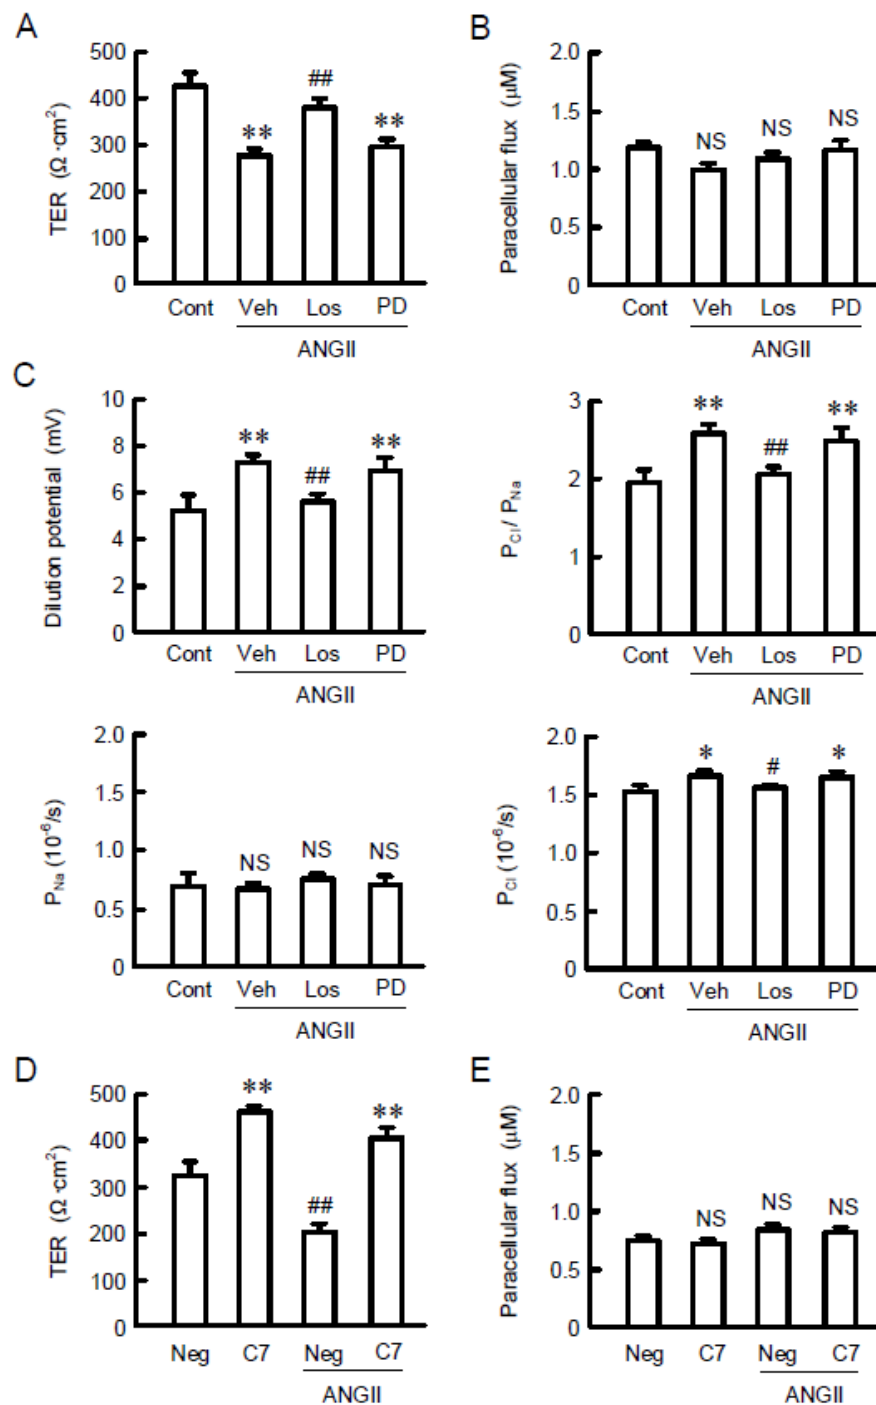 A
TER (Ω·cm²)
500
400
300
200
100
0
**
##
**
Cont Veh Los PD
ANGII
B
Paracellular flux (μM)
2.0
1.5
1.0
0.5
0
NS
NS
NS
Cont Veh Los PD
ANGII
C
Dilution potential (mV)
10
8
6
4
2
0
**
##
**
Cont Veh Los PD
ANGII
P_Cl / P_Na
3
2
1
0
**
##
**
Cont Veh Los PD
ANGII
P_Na (10⁻⁶/s)
2.0
1.5
1.0
0.5
0
NS
NS
NS
Cont Veh Los PD
ANGII
P_Cl (10⁻⁶/s)
2.0
1.5
1.0
0.5
0
*
#
*
Cont Veh Los PD
ANGII
D
TER (Ω·cm²)
500
400
300
200
100
0
**
##
**
Neg C7 Neg C7
ANGII
E
Paracellular flux (μM)
2.0
1.5
1.0
0.5
0
NS
NS
NS
Neg C7 Neg C7
ANGII